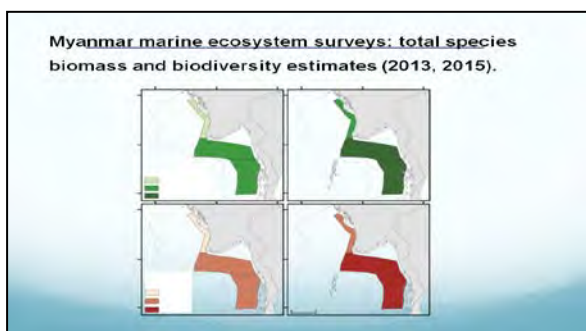 Myanmar marine ecosystem surveys: total species
biomass and biodiversity estimates (2013, 2015).